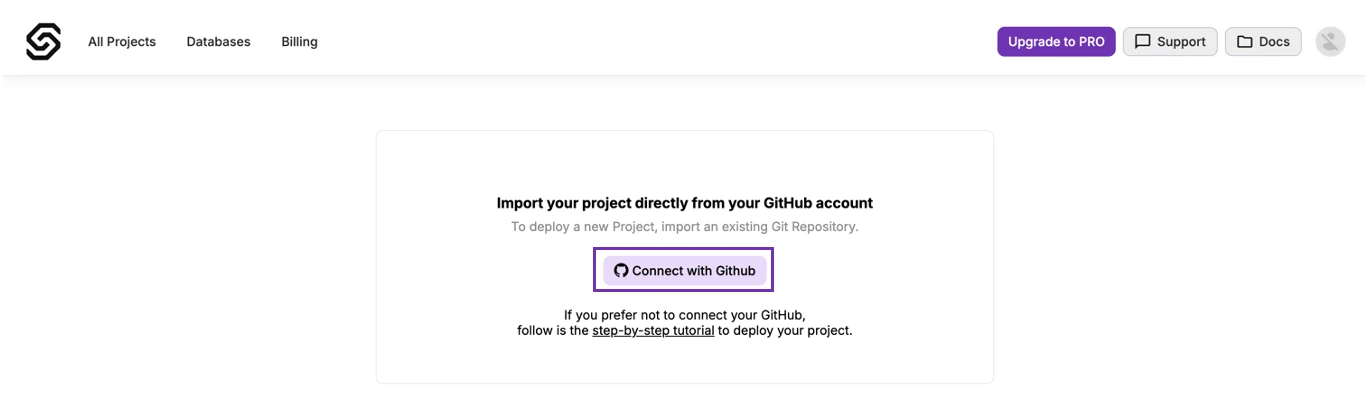 All Projects Databases Billing Upgrade to PRO Support Docs
Import your project directly from your GitHub account
To deploy a new Project, import an existing Git Repository.
Connect with Github
If you prefer not to connect your GitHub,
follow is the step-by-step tutorial to deploy your project.